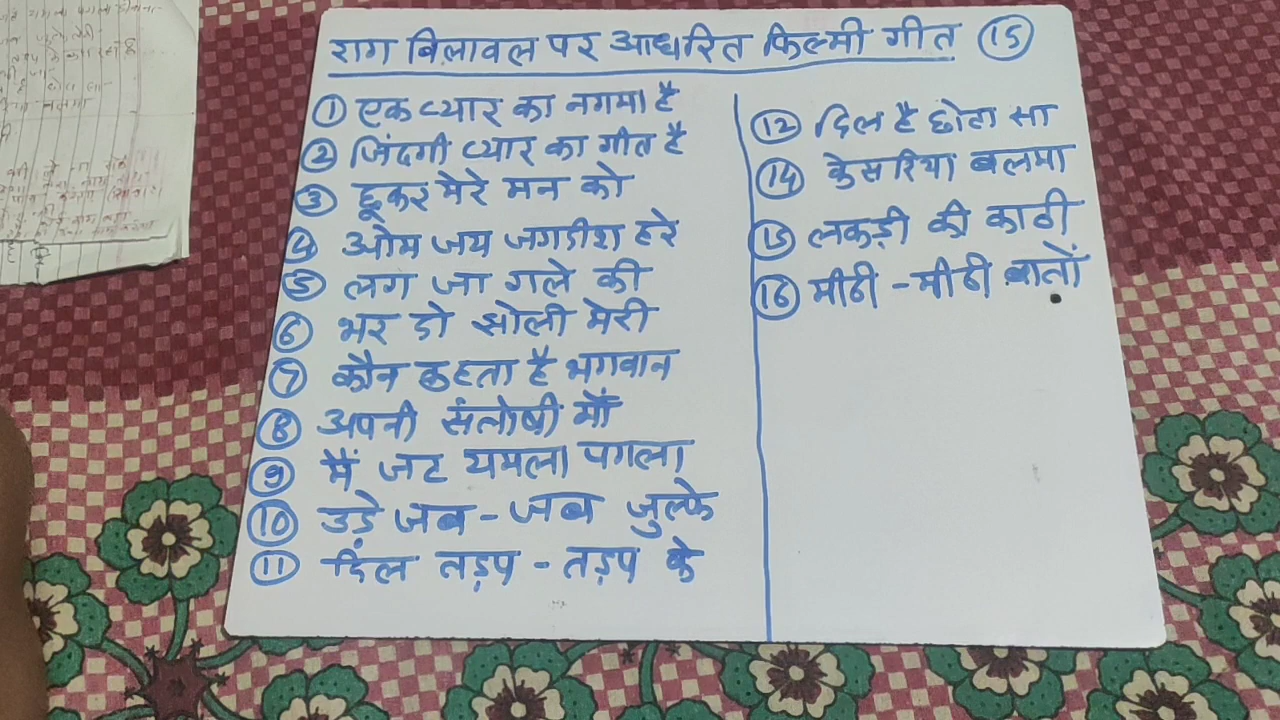 राग बिलावल पर आधरित फिल्मी गीत 15
1 एक प्यार का नगमा है
2 जिंदगी प्यार का गीत है
3 छूकर मेरे मन को
4 ओम जय जगडीश हरे
5 लग जा गले की
6 भर डो झोली मेरी
7 कौन कहता है भगवान
8 अपनी संतोषी माँ
9 मैं जट यमला पगला
10 उड़े जब - जब जुल्फे
11 दिल तड़प - तड़प के
12 दिल है छोटा सा
14 केसरिया बलमा
15 लकड़ी की काठी
16 मीठी - मीठी बातों